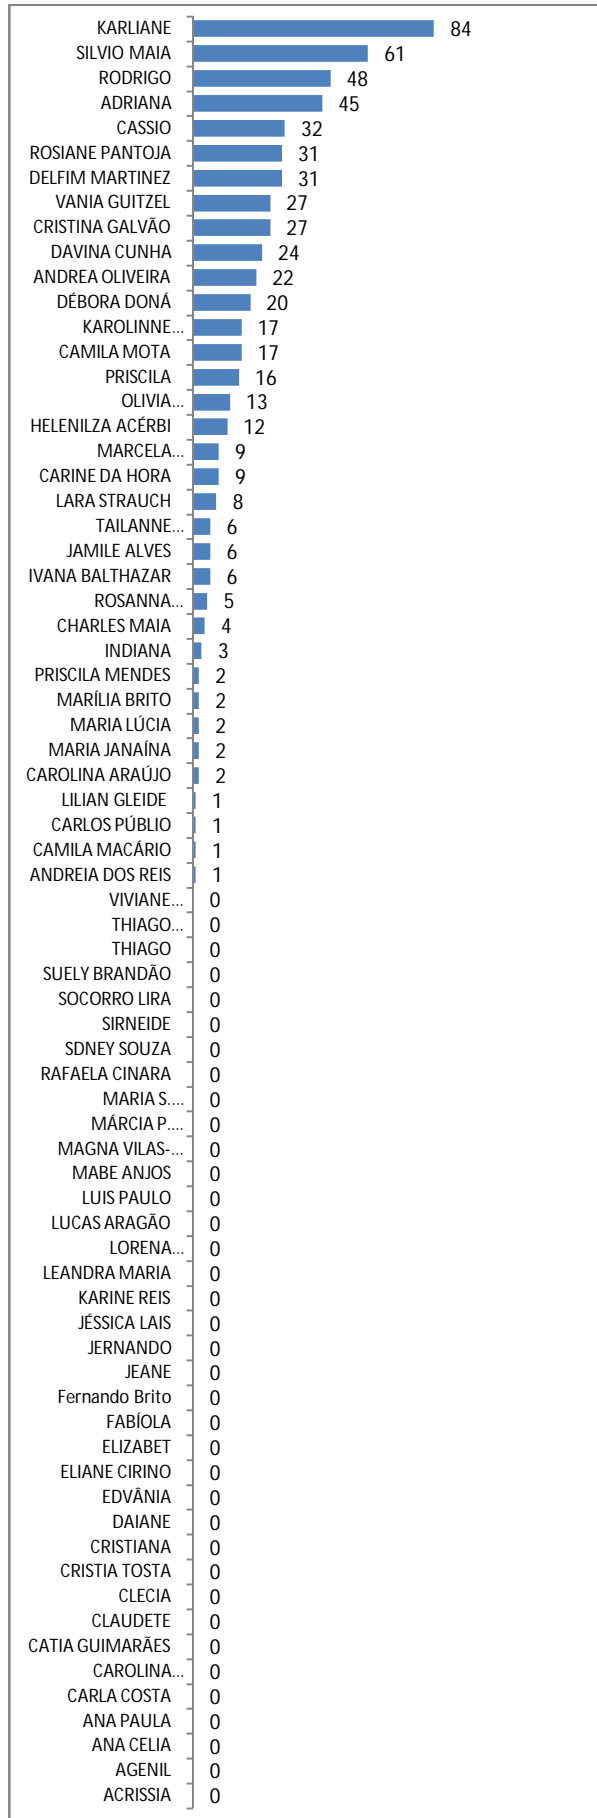 KARLIANE 84
SILVIO MAIA 61
RODRIGO 48
ADRIANA 45
CASSIO 32
ROSIANE PANTOJA 31
DELFIM MARTINEZ 31
VANIA GUITZEL 27
CRISTINA GALVÃO 27
DAVINA CUNHA 24
ANDREA OLIVEIRA 22
DÉBORA DONÁ 20
KAROLINNE... 17
CAMILA MOTA 17
PRISCILA 16
OLIVIA... 13
HELENILZA ACÉRBI 12
MARCELA... 9
CARINE DA HORA 9
LARA STRAUCH 8
TAILANNE... 6
JAMILE ALVES 6
IVANA BALTHAZAR 6
ROSANNA... 5
CHARLES MAIA 4
INDIANA 3
PRISCILA MENDES 2
MARÍLIA BRITO 2
MARIA LÚCIA 2
MARIA JANAÍNA 2
CAROLINA ARAÚJO 2
LILIAN GLEIDE 1
CARLOS PÚBLIO 1
CAMILA MACÁRIO 1
ANDREIA DOS REIS 1
VIVIANE... 0
THIAGO... 0
THIAGO 0
SUELY BRANDÃO 0
SOCORRO LIRA 0
SIRNEIDE 0
SDNEY SOUZA 0
RAFAELA CINARA 0
MARIA S.... 0
MÁRCIA P.... 0
MAGNA VILAS-... 0
MABE ANJOS 0
LUIS PAULO 0
LUCAS ARAGÃO 0
LORENA... 0
LEANDRA MARIA 0
KARINE REIS 0
JÉSSICA LAIS 0
JERNANDO 0
JEANE 0
Fernando Brito 0
FABÍOLA 0
ELIZABET 0
ELIANE CIRINO 0
EDVÂNIA 0
DAIANE 0
CRISTIANA 0
CRISTIA TOSTA 0
CLECIA 0
CLAUDETE 0
CATIA GUIMARÃES 0
CAROLINA... 0
CARLA COSTA 0
ANA PAULA 0
ANA CELIA 0
AGENIL 0
ACRISSIA 0